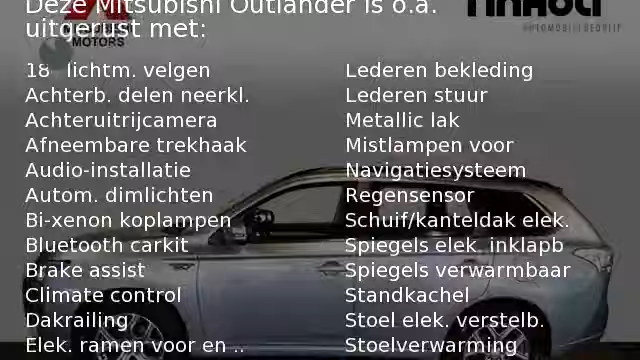 Deze Mitsubishi Outlander is o.a.
uitgerust met:
MOTORS
AUTOMOBIELBEDRIJF
18" lichtm. velgen
Achterb. delen neerkl.
Achteruitrijcamera
Afneembare trekhaak
Audio-installatie
Autom. dimlichten
Bi-xenon koplampen
Bluetooth carkit
Brake assist
Climate control
Dakrailing
Elek. ramen voor en ..
Lederen bekleding
Lederen stuur
Metallic lak
Mistlampen voor
Navigatiesysteem
Regensensor
Schuif/kanteldak elek.
Spiegels elek. inklapb
Spiegels verwarmbaar
Standkachel
Stoel elek. verstelb.
Stoelverwarming